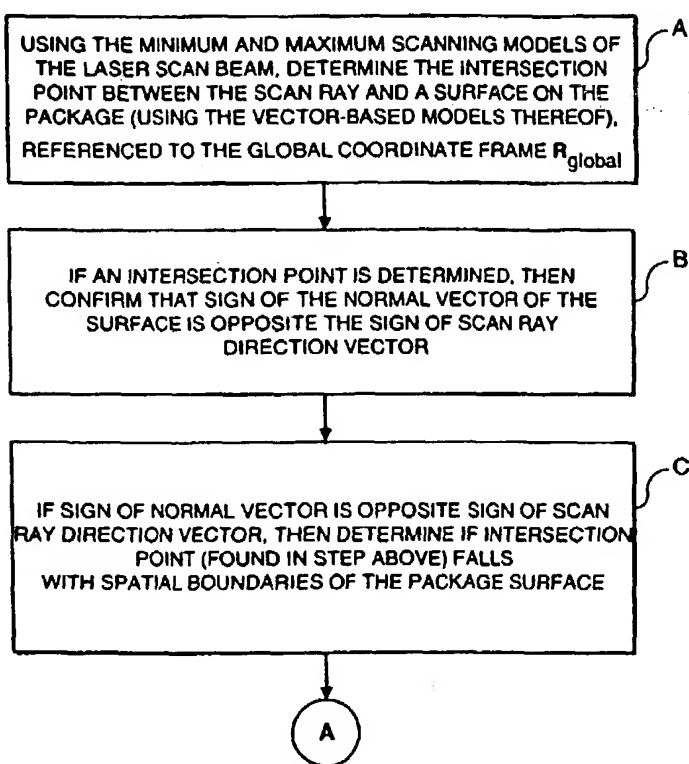 A
USING THE MINIMUM AND MAXIMUM SCANNING MODELS OF
THE LASER SCAN BEAM, DETERMINE THE INTERSECTION
POINT BETWEEN THE SCAN RAY AND A SURFACE ON THE
PACKAGE (USING THE VECTOR-BASED MODELS THEREOF),
REFERENCED TO THE GLOBAL COORDINATE FRAME Rglobal
B
IF AN INTERSECTION POINT IS DETERMINED, THEN
CONFIRM THAT SIGN OF THE NORMAL VECTOR OF THE
SURFACE IS OPPOSITE THE SIGN OF SCAN RAY
DIRECTION VECTOR
C
IF SIGN OF NORMAL VECTOR IS OPPOSITE SIGN OF SCAN
RAY DIRECTION VECTOR, THEN DETERMINE IF INTERSECTION
POINT (FOUND IN STEP ABOVE) FALLS
WITH SPATIAL BOUNDARIES OF THE PACKAGE SURFACE
A